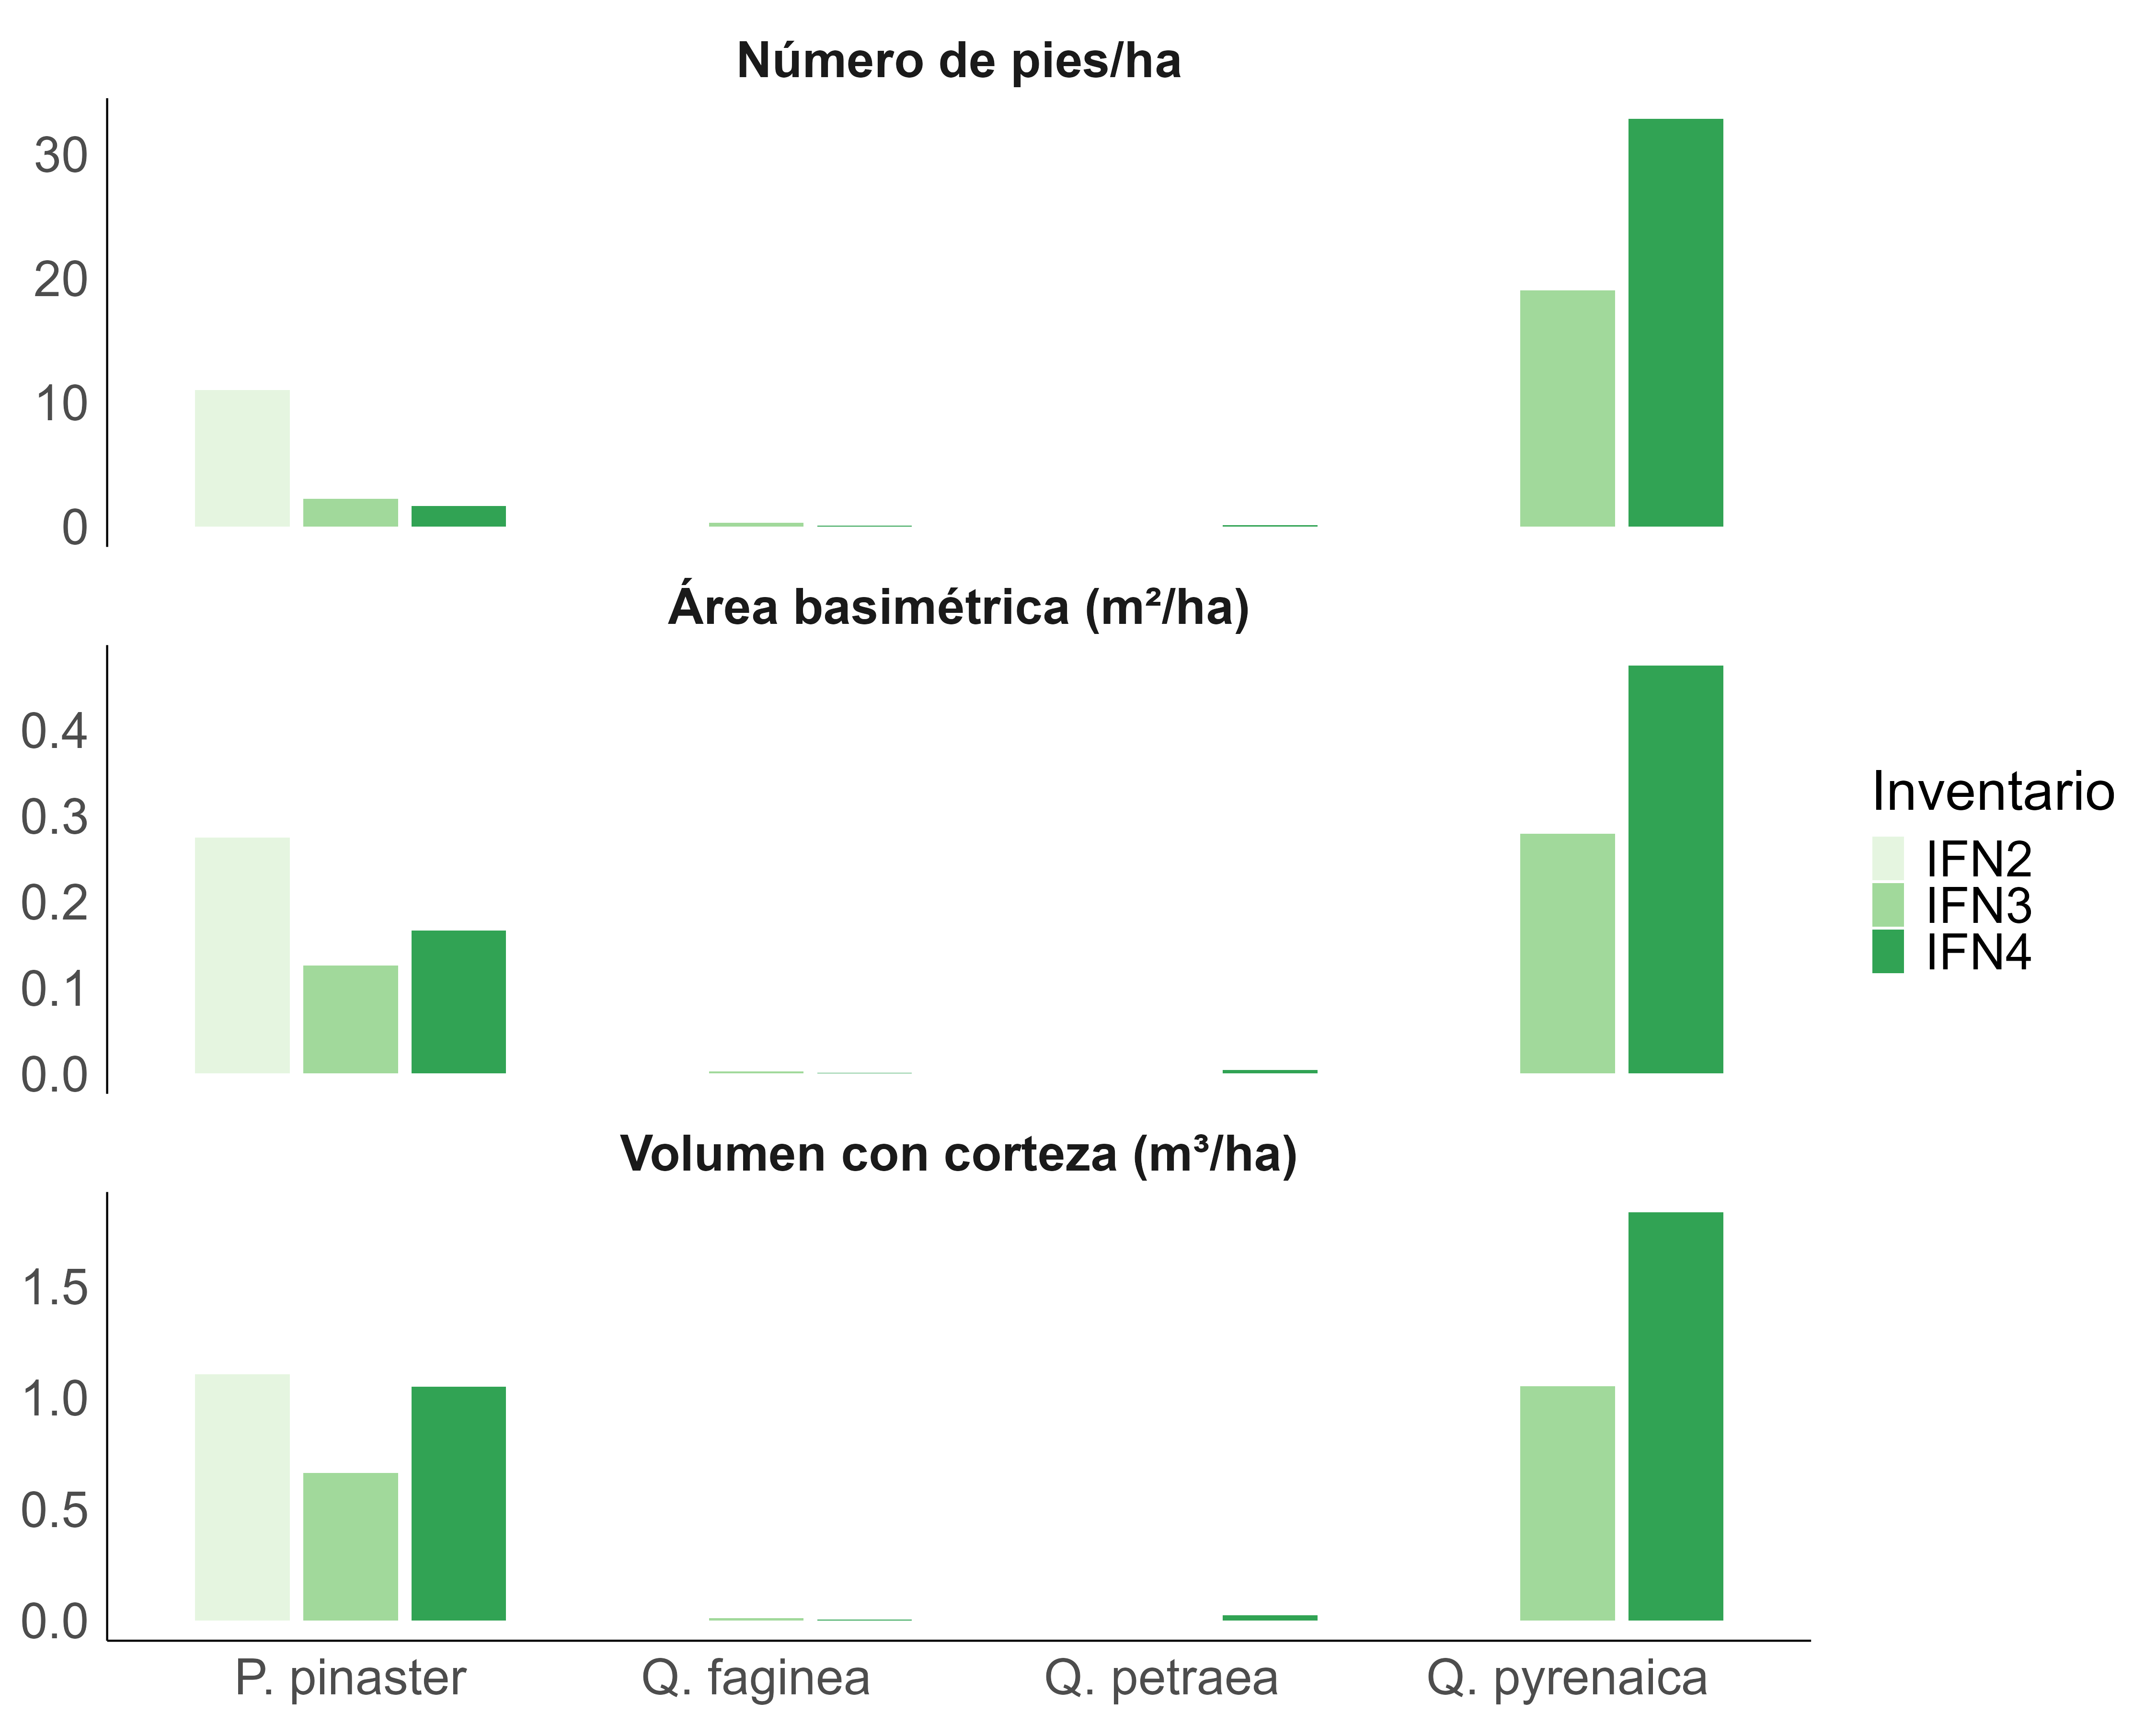 Número de pies/ha
30
20
10
0
Área basimétrica (m²/ha)
0.4
0.3
0.2
0.1
0.0
Volumen con corteza (m³/ha)
1.5
1.0
0.5
0.0
P. pinaster
Q. faginea
Q. petraea
Q. pyrenaica
Inventario
IFN2
IFN3
IFN4